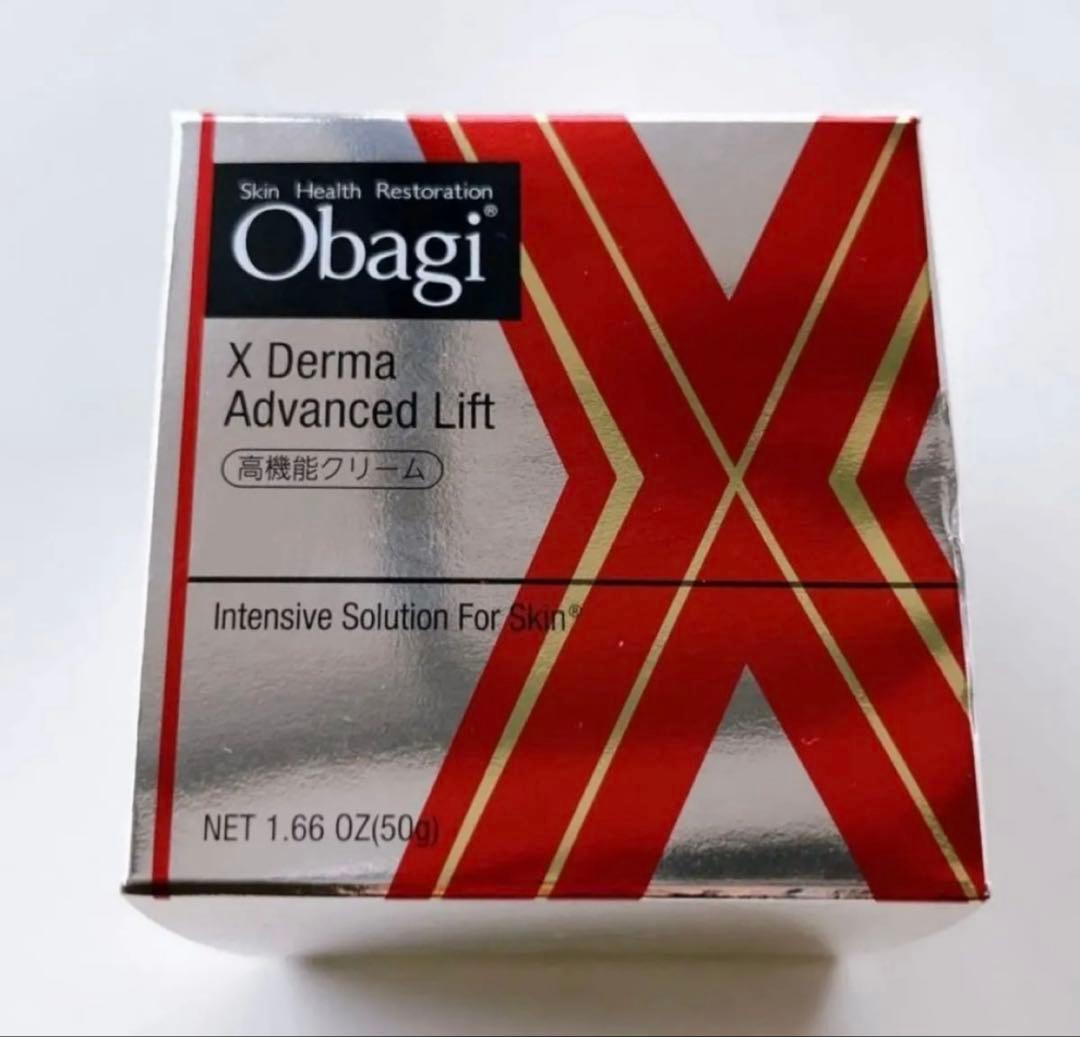 Skin Health Restoration
Obagi®
X Derma
Advanced Lift
高機能クリーム
Intensive Solution For Skin®
NET 1.66 OZ(50g)